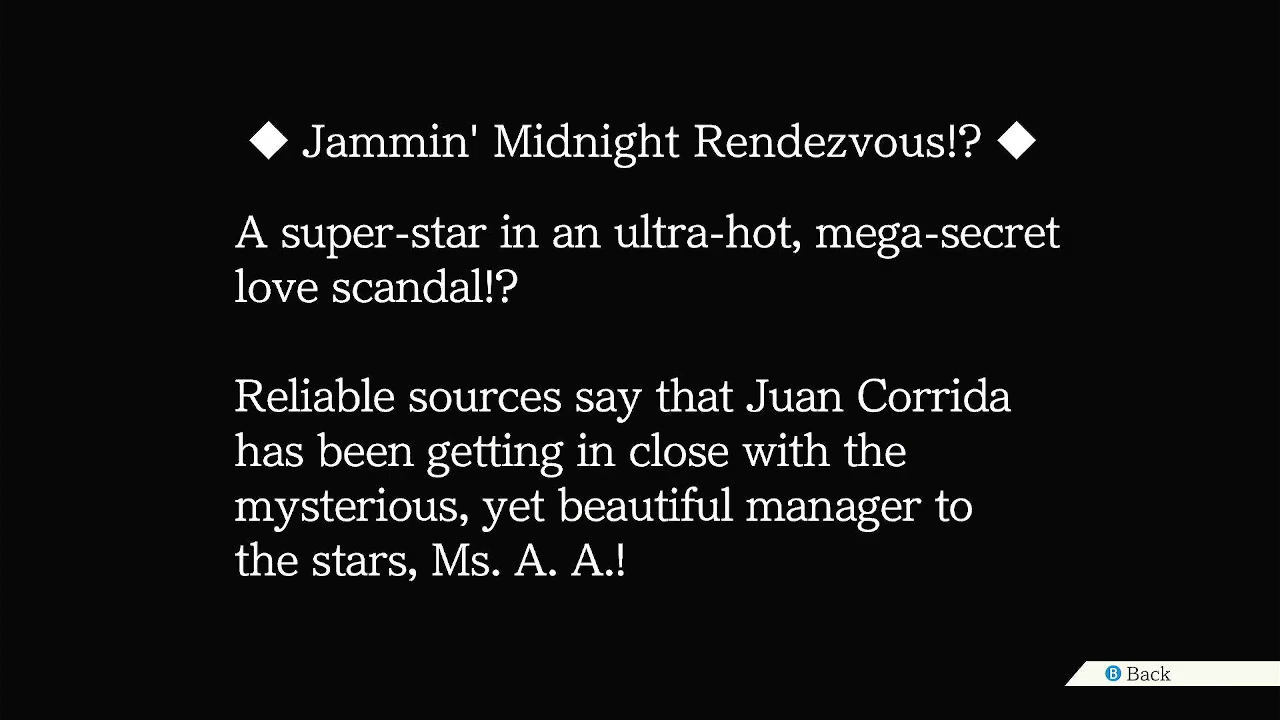 ◆ Jammin' Midnight Rendezvous!? ◆
A super-star in an ultra-hot, mega-secret
love scandal!?
Reliable sources say that Juan Corrida
has been getting in close with the
mysterious, yet beautiful manager to
the stars, Ms. A. A.!
B Back